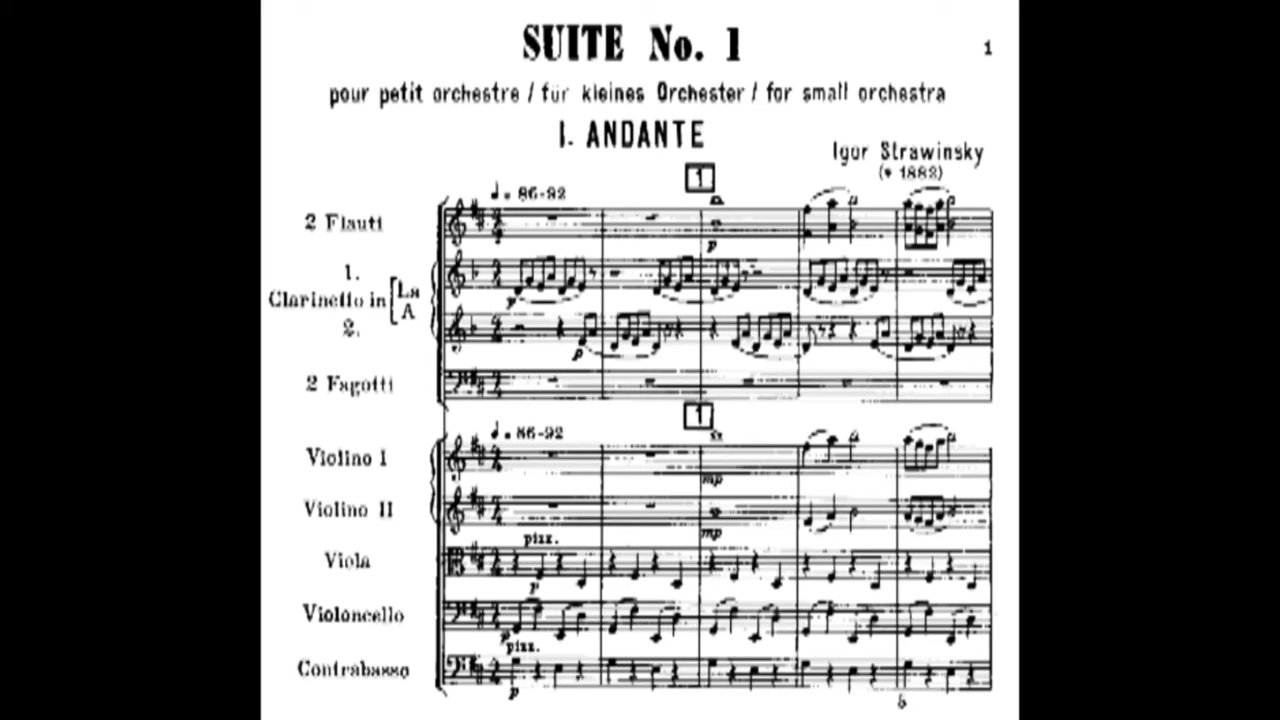 SUITE No. 1
1
pour petit orchestre / für kleines Orchester / for small orchestra
I. ANDANTE
Igor Strawinsky
(* 1882)
1
♩ = 86-92
2 Flauti
p
1.
Clarinetto in La
A
2.
p
p
2 Fagotti
1
♩ = 86-92
Violino I
mp
Violino II
mp
pizz.
Viola
p
Violoncello
p
pizz.
Contrabasso
p